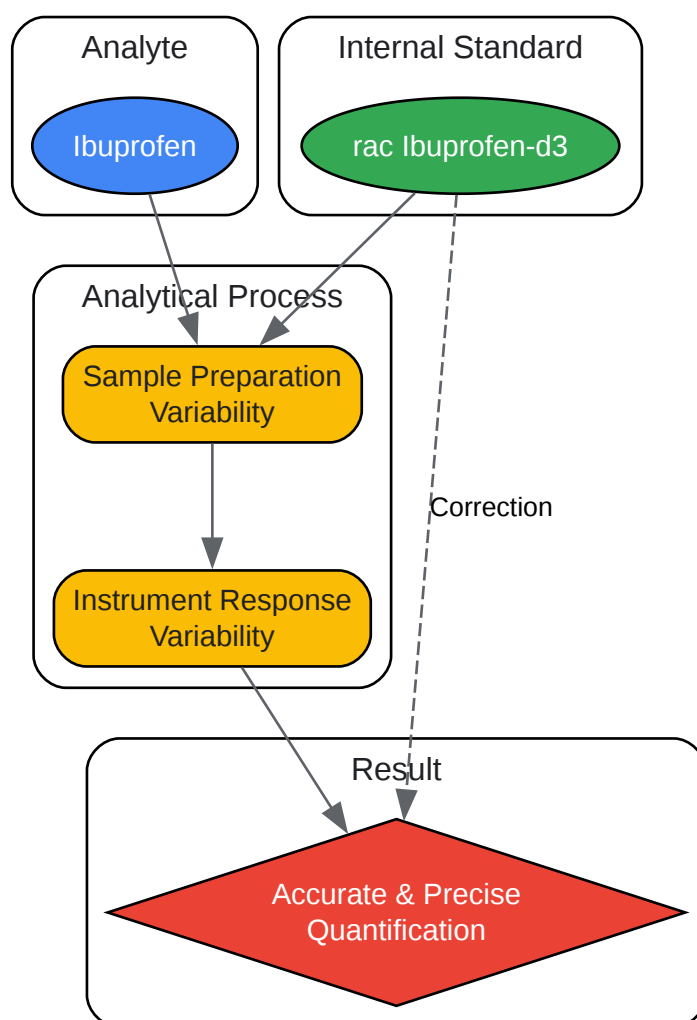 Analyte
Internal Standard
Ibuprofen
rac Ibuprofen-d3
Analytical Process
Sample Preparation
Variability
Correction
Instrument Response
Variability
Result
Accurate & Precise
Quantification